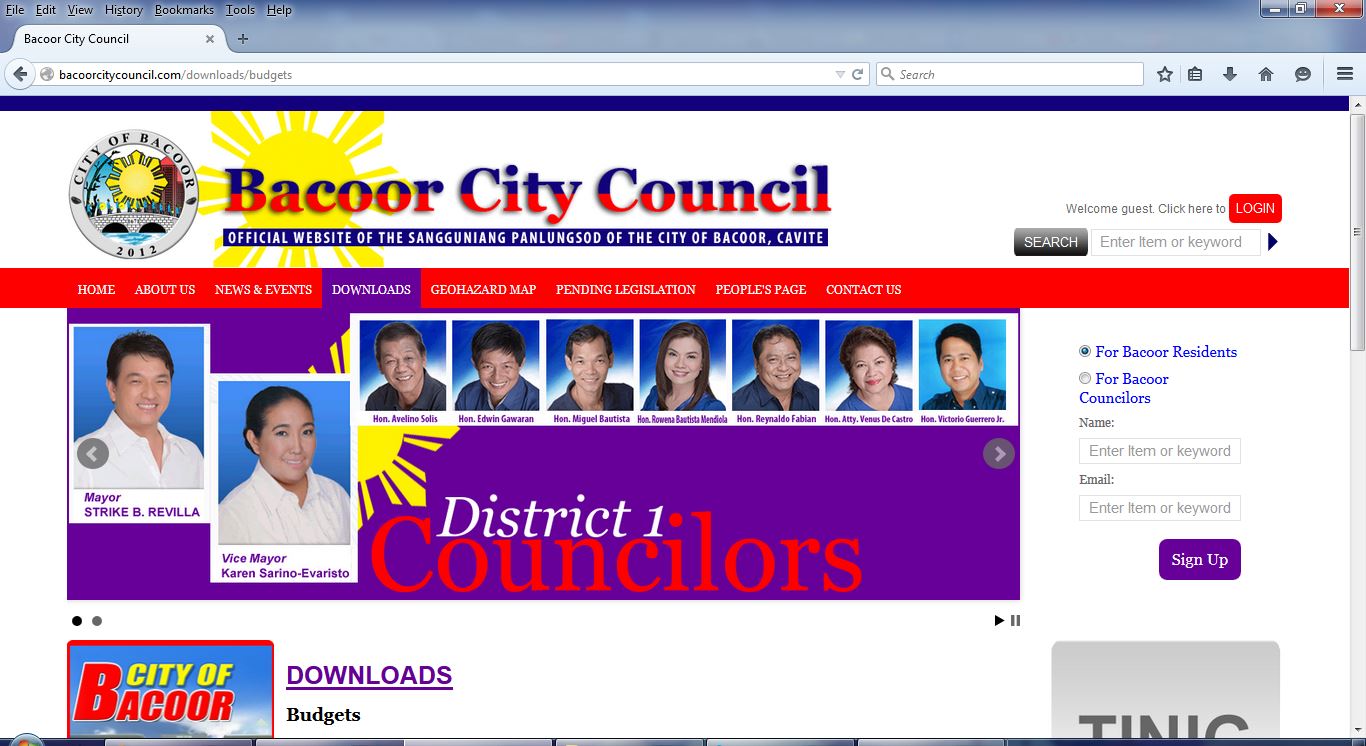 File Edit View History Bookmarks Tools Help
Bacoor City Council
bacoorcitycouncil.com/downloads/budgets
Search
CITY OF BACOOR
2012
Bacoor City Council
OFFICIAL WEBSITE OF THE SANGGUNIANG PANLUNGSOD OF THE CITY OF BACOOR, CAVITE
Welcome guest. Click here to LOGIN
SEARCH Enter Item or keyword
HOME ABOUT US NEWS & EVENTS DOWNLOADS GEOHAZARD MAP PENDING LEGISLATION PEOPLE'S PAGE CONTACT US
Hon. Avelino Solis Hon. Edwin Gawaran Hon. Miguel Bautista Hon. Rowena Bautista Mendiola Hon. Reynaldo Fabian Hon. Atty. Venus De Castro Hon. Victorio Guerrero Jr.
Mayor
STRIKE B. REVILLA
Vice Mayor
Karen Sarino-Evaristo
District 1
Councilors
For Bacoor Residents
For Bacoor
Councilors
Name:
Enter Item or keyword
Email:
Enter Item or keyword
Sign Up
CITY OF
BACOOR
DOWNLOADS
Budgets
TINIG